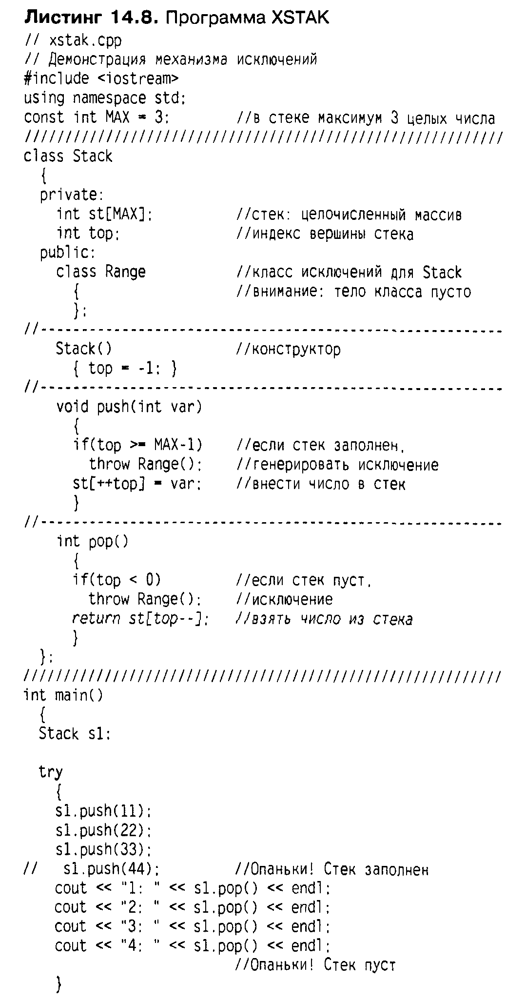 Листинг 14.8. Программа XSTAK
// xstak.cpp
// Демонстрация механизма исключений
#include <iostream>
using namespace std;
const int MAX = 3;        //в стеке максимум 3 целых числа
///////////////////////////////////////////////////////////
class Stack
  {
  private:
    int st[MAX];          //стек: целочисленный массив
    int top;              //индекс вершины стека
  public:
    class Range           //класс исключений для Stack
      {                   //внимание: тело класса пусто
      };
//---------------------------------------------------------
    Stack()               //конструктор
      { top = -1; }
//---------------------------------------------------------
    void push(int var)
      {
      if(top >= MAX-1)    //если стек заполнен,
        throw Range();    //генерировать исключение
      st[++top] = var;    //внести число в стек
      }
//---------------------------------------------------------
    int pop()
      {
      if(top < 0)         //если стек пуст,
        throw Range();    //исключение
      return st[top--];   //взять число из стека
      }
  };
///////////////////////////////////////////////////////////
int main()
  {
  Stack s1;

  try
    {
    s1.push(11);
    s1.push(22);
    s1.push(33);
//   s1.push(44);         //Опаньки! Стек заполнен
    cout << "1: " << s1.pop() << endl;
    cout << "2: " << s1.pop() << endl;
    cout << "3: " << s1.pop() << endl;
    cout << "4: " << s1.pop() << endl;
                          //Опаньки! Стек пуст
    }